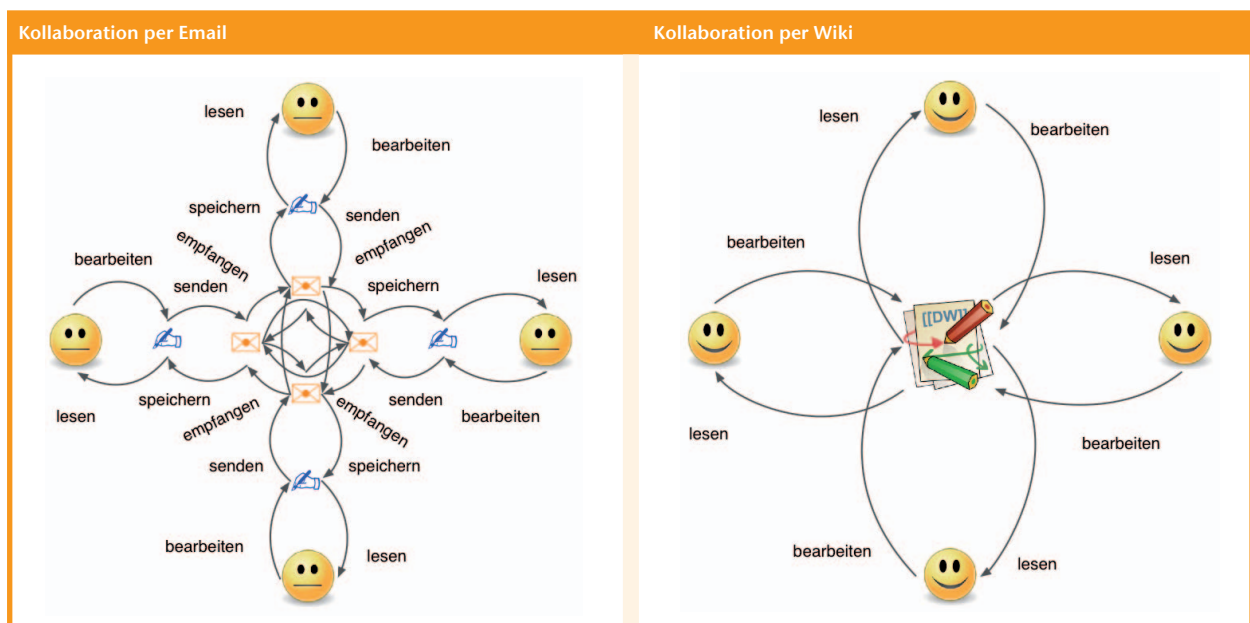 Kollaboration per Email
lesen
bearbeiten
speichern
senden
empfangen
empfangen
bearbeiten
senden
speichern
lesen
lesen
speichern
empfangen
empfangen
senden
bearbeiten
senden
speichern
bearbeiten
lesen
Kollaboration per Wiki
lesen
bearbeiten
bearbeiten
lesen
[[DW]]
lesen
bearbeiten
bearbeiten
lesen